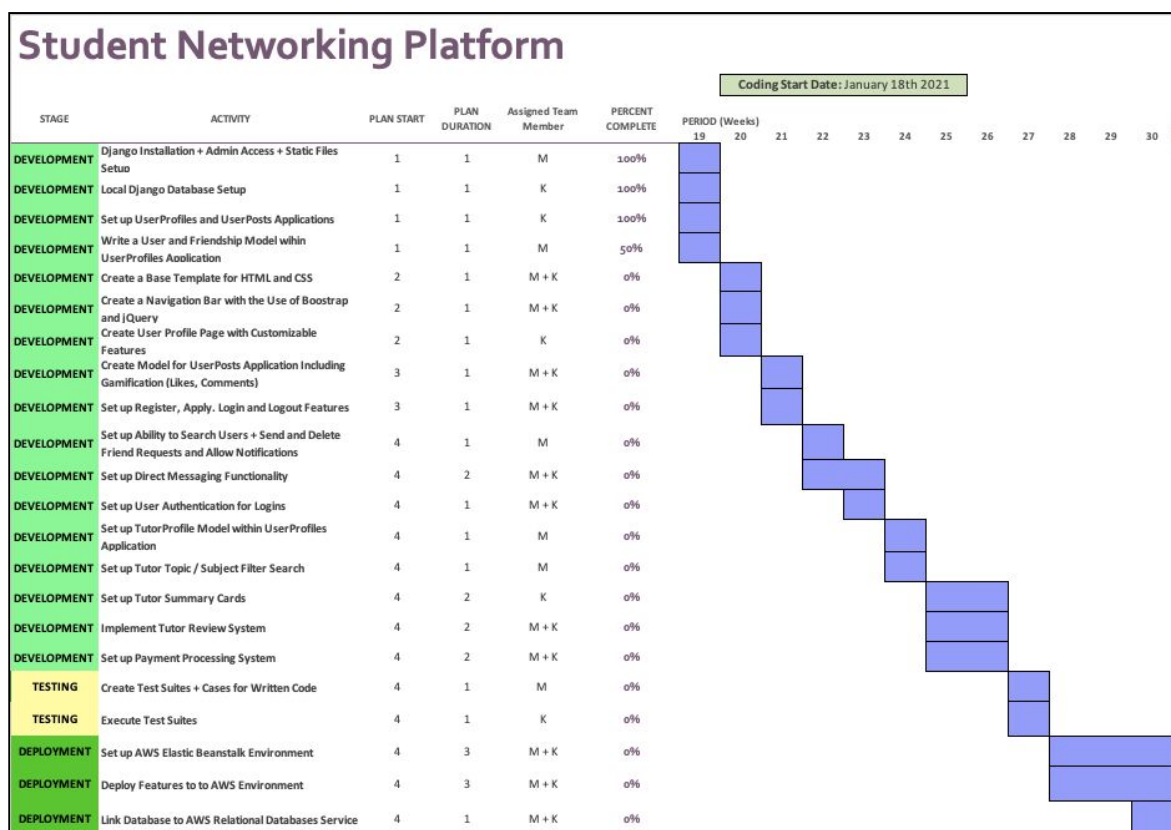 Student Networking Platform
Coding Start Date: January 18th 2021
STAGE ACTIVITY PLAN START PLAN DURATION Assigned Team Member PERCENT COMPLETE PERIOD (Weeks)
19 20 21 22 23 24 25 26 27 28 29 30
DEVELOPMENT Django Installation + Admin Access + Static Files Setup 1 1 M 100%
DEVELOPMENT Local Django Database Setup 1 1 K 100%
DEVELOPMENT Set up UserProfiles and UserPosts Applications 1 1 K 100%
DEVELOPMENT Write a User and Friendship Model wihin UserProfiles Application 1 1 M 50%
DEVELOPMENT Create a Base Template for HTML and CSS 2 1 M + K 0%
DEVELOPMENT Create a Navigation Bar with the Use of Boostrap and jQuery 2 1 M + K 0%
DEVELOPMENT Create User Profile Page with Customizable Features 2 1 K 0%
DEVELOPMENT Create Model for UserPosts Application Including Gamification (Likes, Comments) 3 1 M + K 0%
DEVELOPMENT Set up Register, Apply. Login and Logout Features 3 1 M + K 0%
DEVELOPMENT Set up Ability to Search Users + Send and Delete Friend Requests and Allow Notifications 4 1 M 0%
DEVELOPMENT Set up Direct Messaging Functionality 4 2 M + K 0%
DEVELOPMENT Set up User Authentication for Logins 4 1 M + K 0%
DEVELOPMENT Set up TutorProfile Model within UserProfiles Application 4 1 M 0%
DEVELOPMENT Set up Tutor Topic / Subject Filter Search 4 1 M 0%
DEVELOPMENT Set up Tutor Summary Cards 4 2 K 0%
DEVELOPMENT Implement Tutor Review System 4 2 M + K 0%
DEVELOPMENT Set up Payment Processing System 4 2 M + K 0%
TESTING Create Test Suites + Cases for Written Code 4 1 M 0%
TESTING Execute Test Suites 4 1 K 0%
DEPLOYMENT Set up AWS Elastic Beanstalk Environment 4 3 M + K 0%
DEPLOYMENT Deploy Features to to AWS Environment 4 3 M + K 0%
DEPLOYMENT Link Database to AWS Relational Databases Service 4 1 M + K 0%